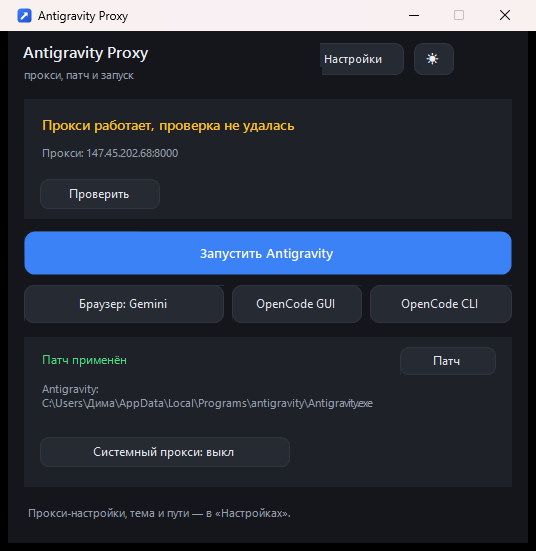 Antigravity Proxy
Antigravity Proxy
прокси, патч и запуск
Настройки
Прокси работает, проверка не удалась
Прокси: 147.45.202.68:8000
Проверить
Запустить Antigravity
Браузер: Gemini
OpenCode GUI
OpenCode CLI
Патч применён
Патч
Antigravity:
C:\Users\Дима\AppData\Local\Programs\antigravity\Antigravity.exe
Системный прокси: выкл
Прокси-настройки, тема и пути — в «Настройках».